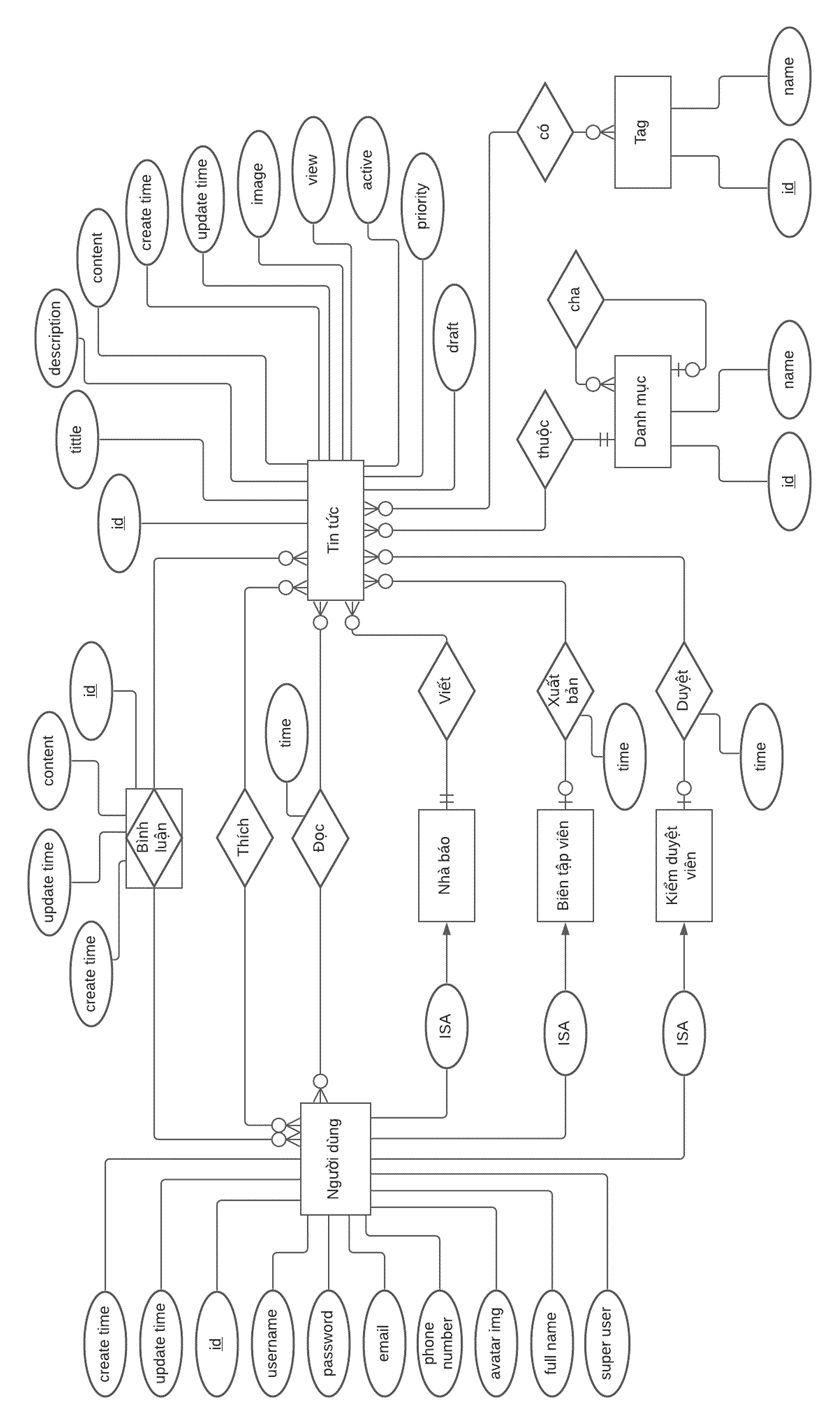 create time
update time
id
username
password
email
phone
number
avatar img
full name
super user
Người dùng
ISA
ISA
ISA
create time
update time
content
id
Bình
luận
Thích
Đọc
time
Nhà báo
Biên tập viên
Kiểm duyệt
viên
Viết
Xuất
bản
time
Duyệt
time
Tin tức
id
tittle
description
content
create time
update time
image
view
active
priority
draft
thuộc
cha
Danh mục
id
name
có
Tag
id
name